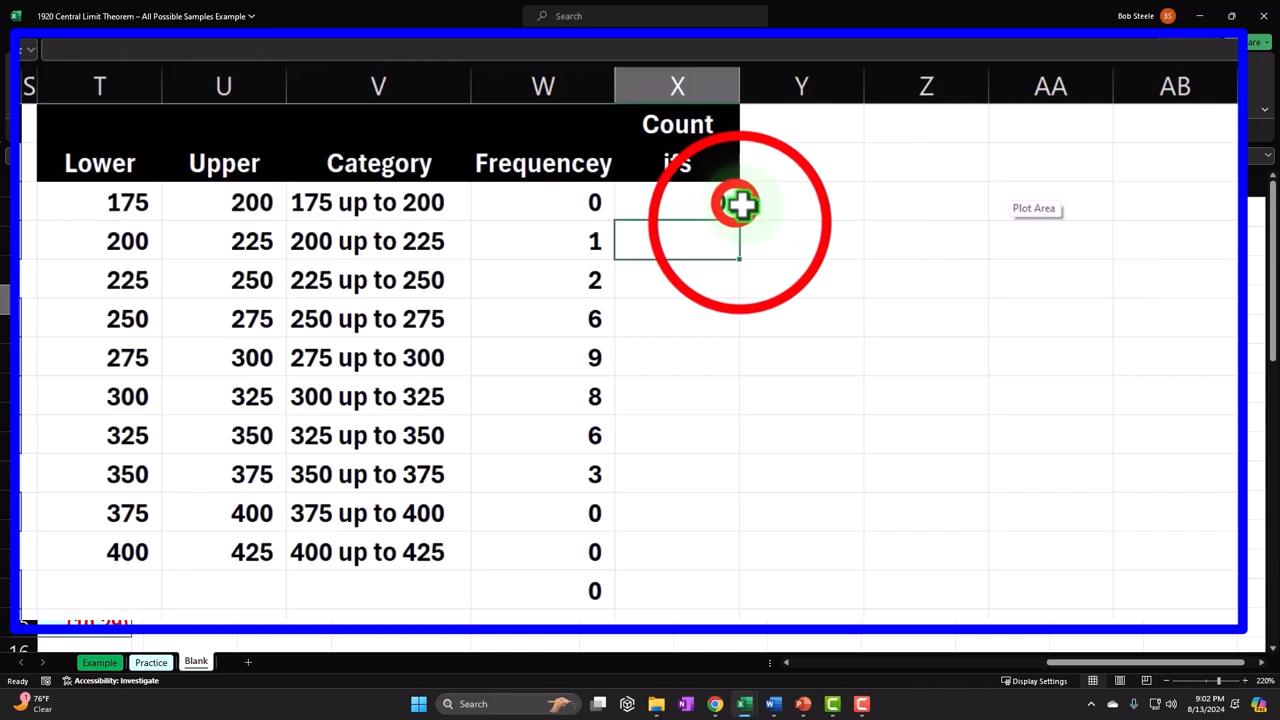 1920 Central Limit Theorem – All Possible Samples Example
Search
Bob Steele
BS
S T U V W X Y Z AA AB
Count
Lower Upper Category Frequencey ifs
175 200 175 up to 200 0
200 225 200 up to 225 1
225 250 225 up to 250 2
250 275 250 up to 275 6
275 300 275 up to 300 9
300 325 300 up to 325 8
325 350 325 up to 350 6
350 375 350 up to 375 3
375 400 375 up to 400 0
400 425 400 up to 425 0
0
Plot Area
16
Example Practice Blank
Ready Accessibility: Investigate Display Settings 220%
1
76°F
Clear
Search
9:02 PM
8/13/2024